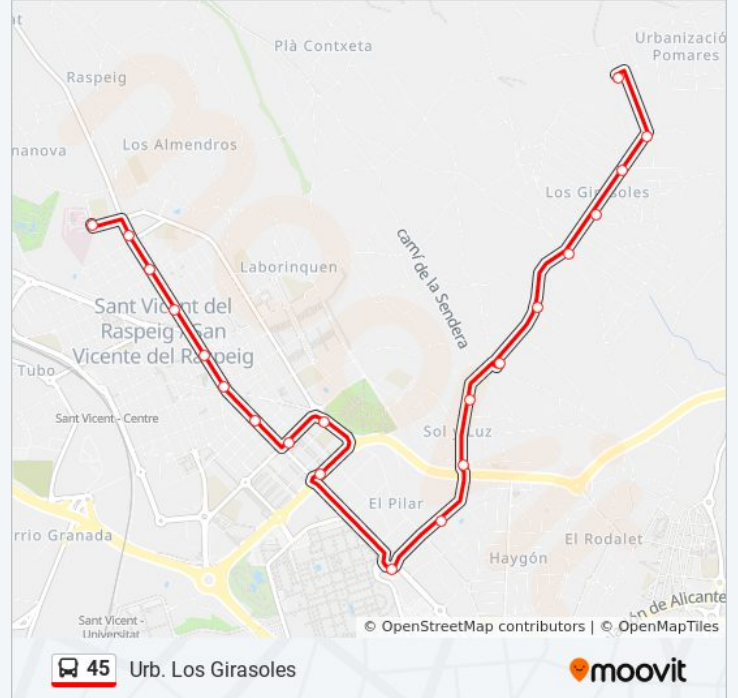 at
Plà Contxeta
Urbanizació
Pomares
Raspeig
Los Almendros
nanova
Los Girasoles
camí de la Sendera
Laborinquen
Sant Vicent del
Raspeig / San
Vicente del Raspeig
Tubo
Sant Vicent - Centre
Sol y Luz
El Pilar
rrio Granada
El Rodalet
Haygón
ón de Alicante
Sant Vicent -
Universitat
© OpenStreetMap contributors | © OpenMapTiles
45 Urb. Los Girasoles
moovit